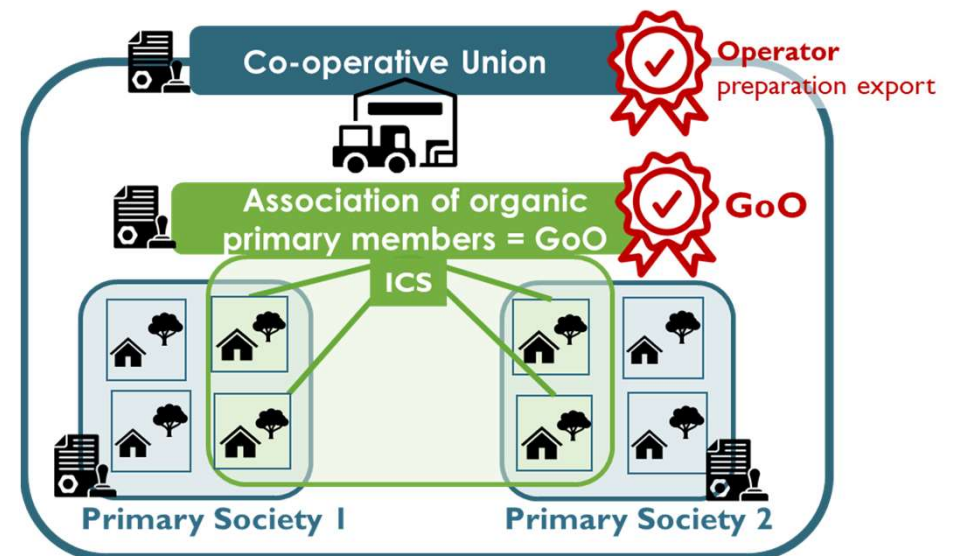 Co-operative Union
Operator
preparation export
Association of organic
primary members = GoO
GoO
ICS
Primary Society 1
Primary Society 2